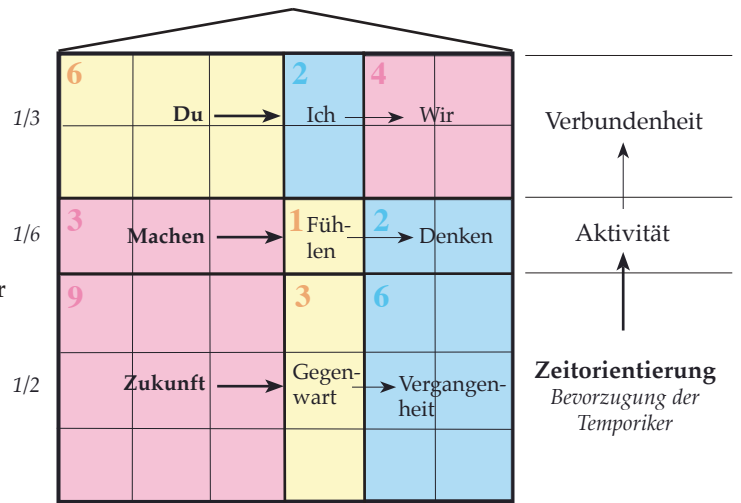 6 2 4
1/3 Du Ich Wir Verbundenheit
3 1 2
1/6 Machen Füh-
len Denken Aktivität
r
9 3 6
1/2 Zukunft Gegen-
wart Vergangen-
heit
Zeitorientierung
Bevorzugung der
Temporiker